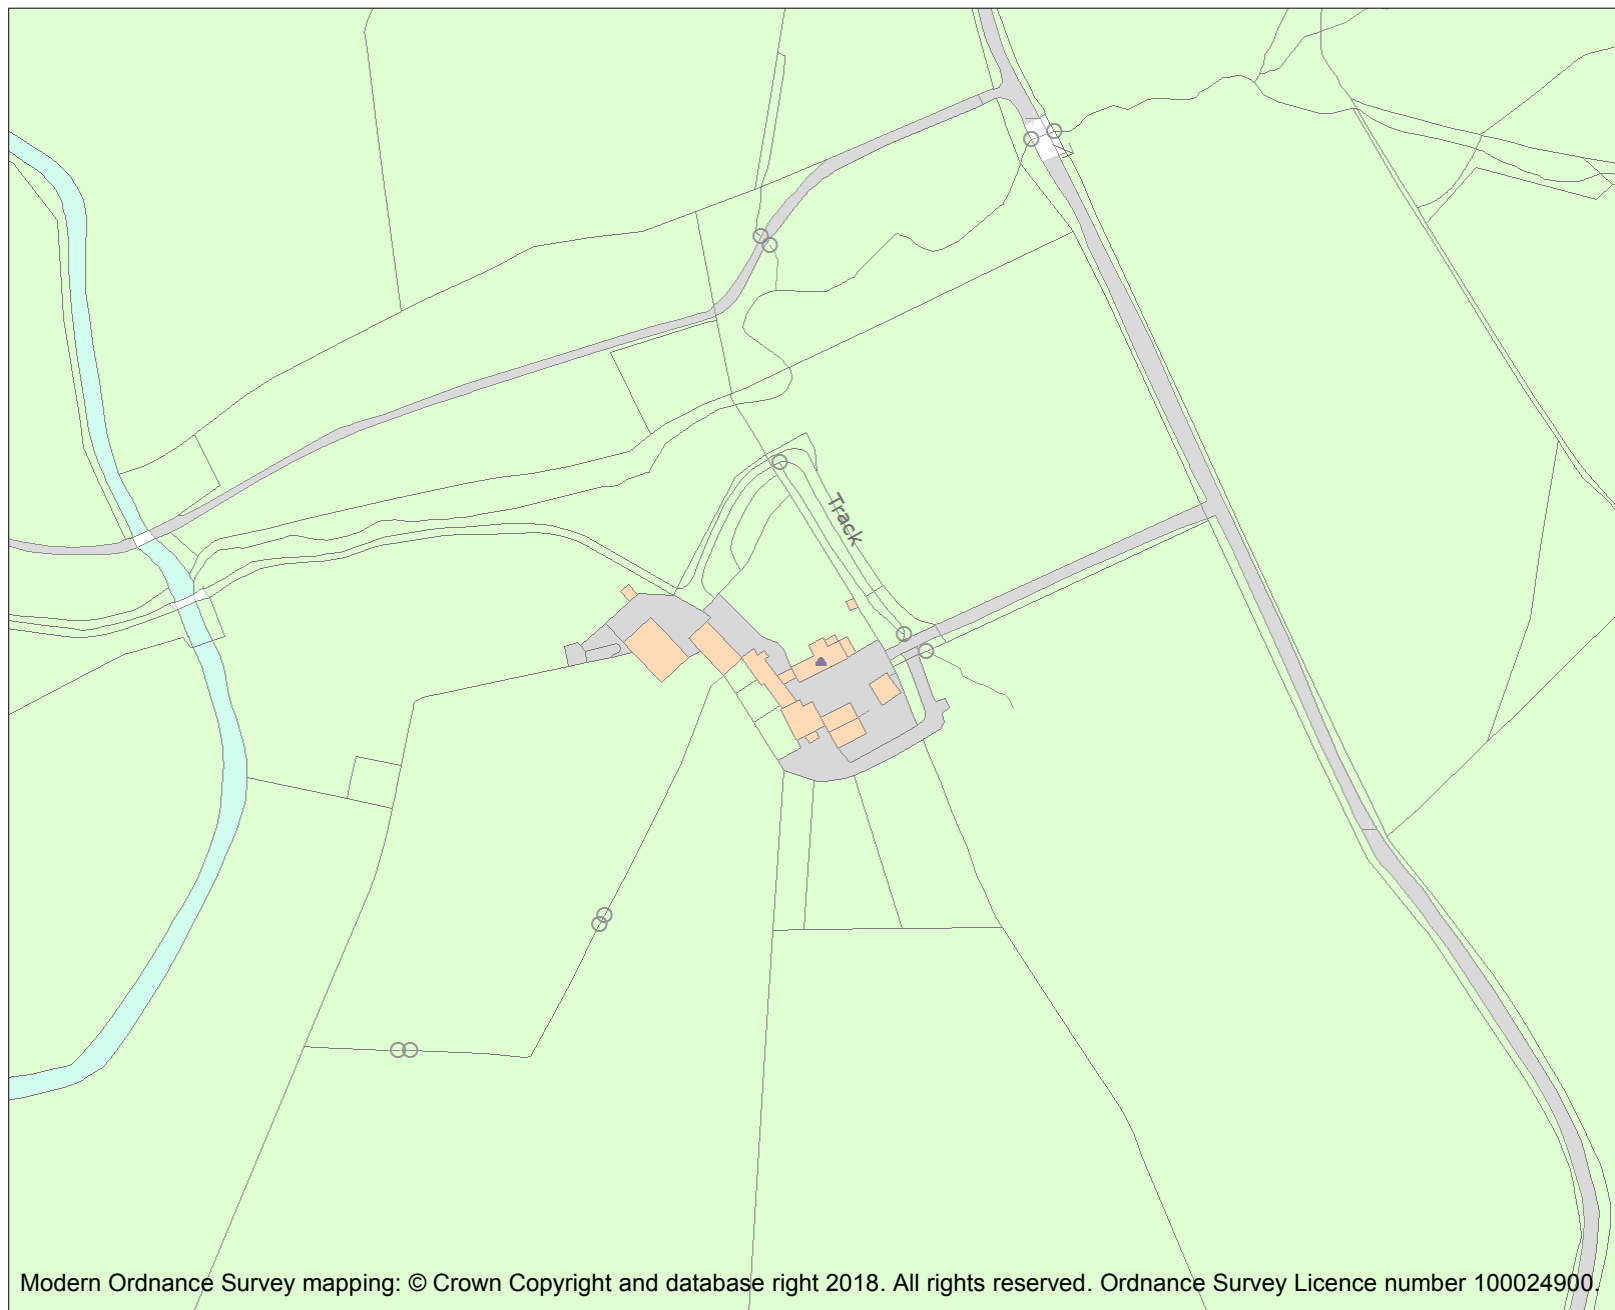 Track
Modern Ordnance Survey mapping: © Crown Copyright and database right 2018. All rights reserved. Ordnance Survey Licence number 100024900.